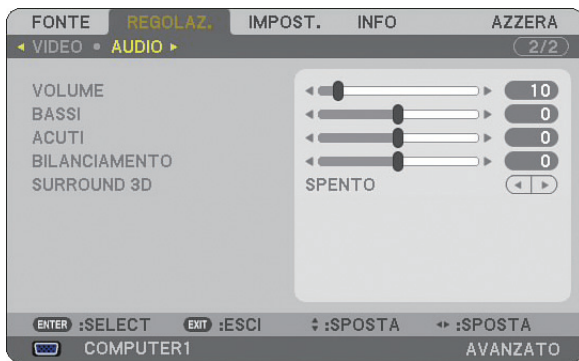 FONTE REGOLAZ. IMPOST. INFO AZZERA
VIDEO • AUDIO 2/2
VOLUME 10
BASSI 0
ACUTI 0
BILANCIAMENTO 0
SURROUND 3D SPENTO
ENTER :SELECT EXIT :ESCI :SPOSTA :SPOSTA
COMPUTER1 AVANZATO